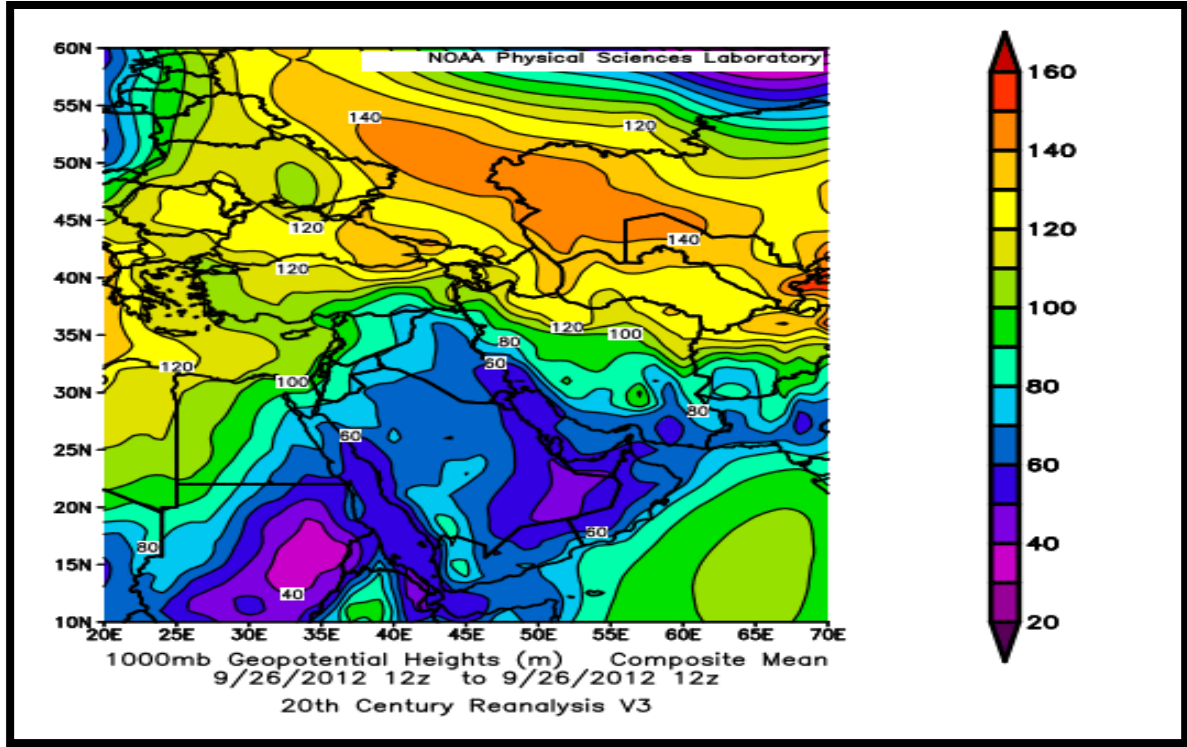 NOAA Physical Sciences Laboratory
60N
55N
50N
45N
40N
35N
30N
25N
20N
15N
10N
20E 25E 30E 35E 40E 45E 50E 55E 60E 65E 70E
140
120
120
140
120
120
100
80
120
60
100
80
60
80
60
40
160
140
120
100
80
60
40
20
1000mb Geopotential Heights (m) Composite Mean
9/26/2012 12z to 9/26/2012 12z
20th Century Reanalysis V3